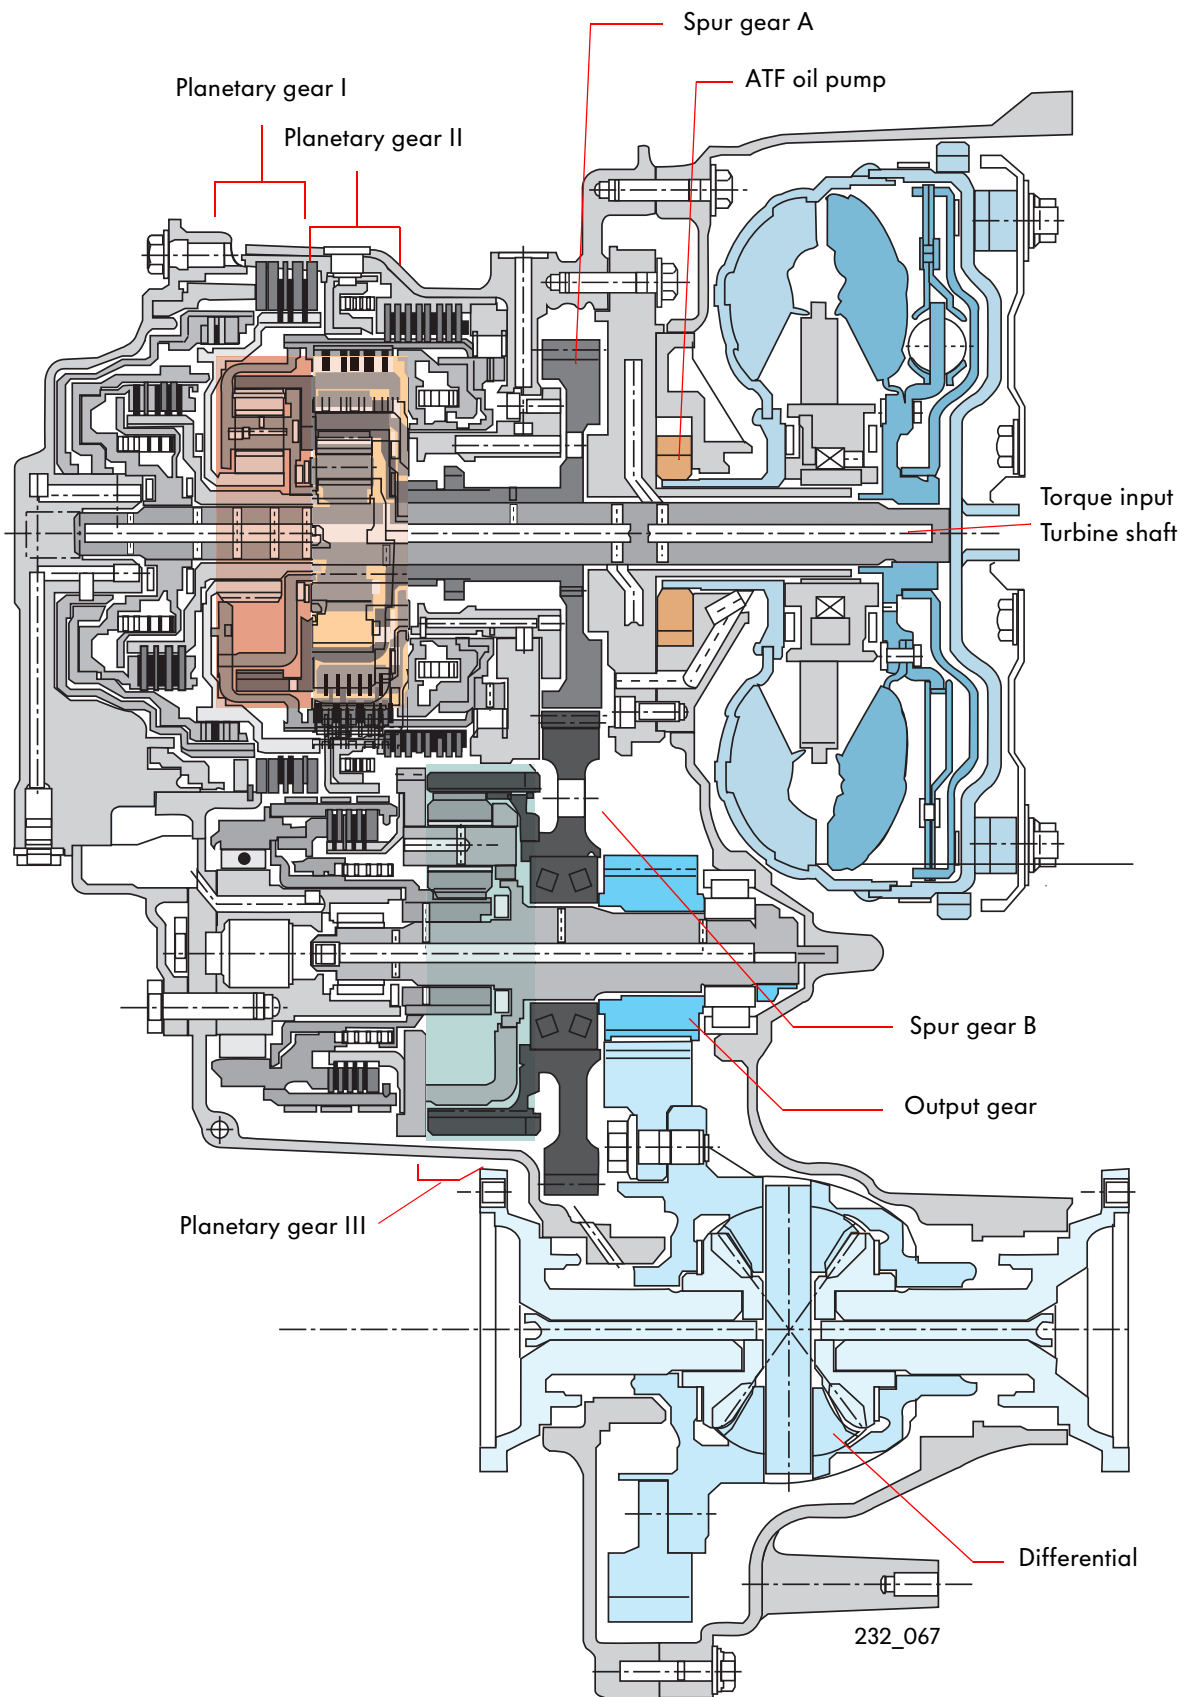 Spur gear A
ATF oil pump
Planetary gear I
Planetary gear II
Torque input
Turbine shaft
Spur gear B
Output gear
Planetary gear III
Differential
232_067